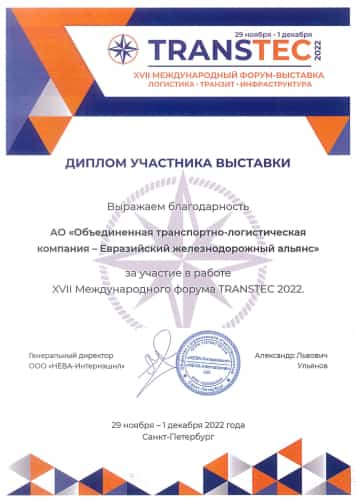 29 ноября - 1 декабря
TRANSTEC 2022
XVII МЕЖДУНАРОДНЫЙ ФОРУМ-ВЫСТАВКА
ЛОГИСТИКА · ТРАНЗИТ · ИНФРАСТРУКТУРА
ДИПЛОМ УЧАСТНИКА ВЫСТАВКИ
Выражаем благодарность
АО «Объединенная транспортно-логистическая
компания – Евразийский железнодорожный альянс»
за участие в работе
XVII Международного форума TRANSTEC 2022.
Генеральный директор
ООО «НЕВА-Интернэшнл»
Александр Львович
Ульянов
29 ноября – 1 декабря 2022 года
Санкт-Петербург